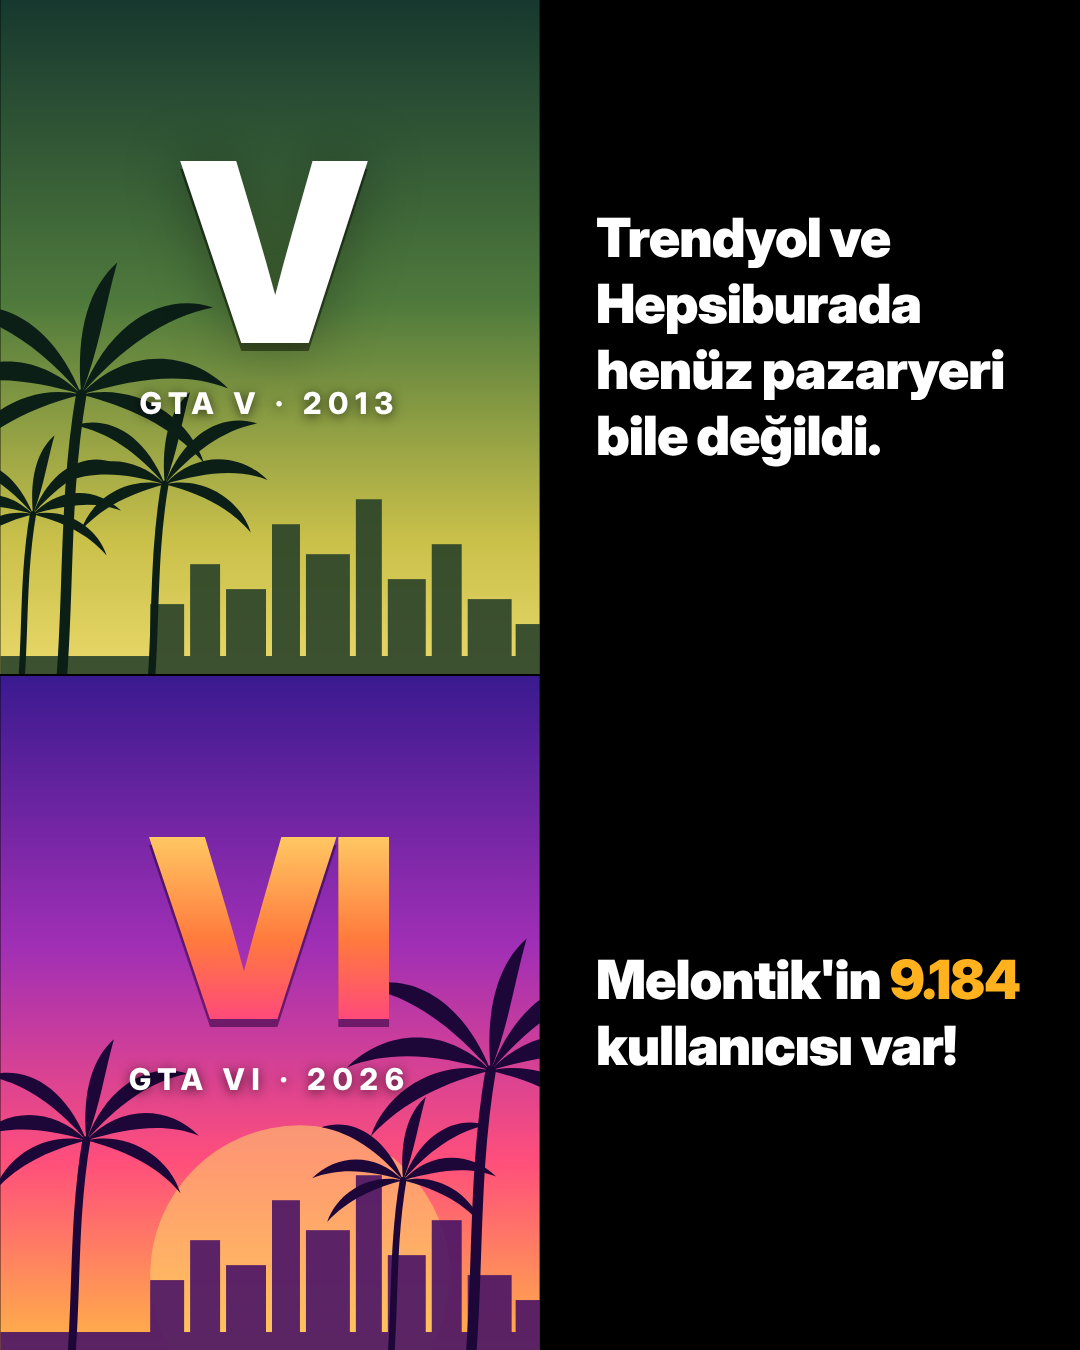 V
GTA V · 2013
Trendyol ve
Hepsiburada
henüz pazaryeri
bile değildi.
VI
GTA VI · 2026
Melontik'in 9.184
kullanıcısı var!